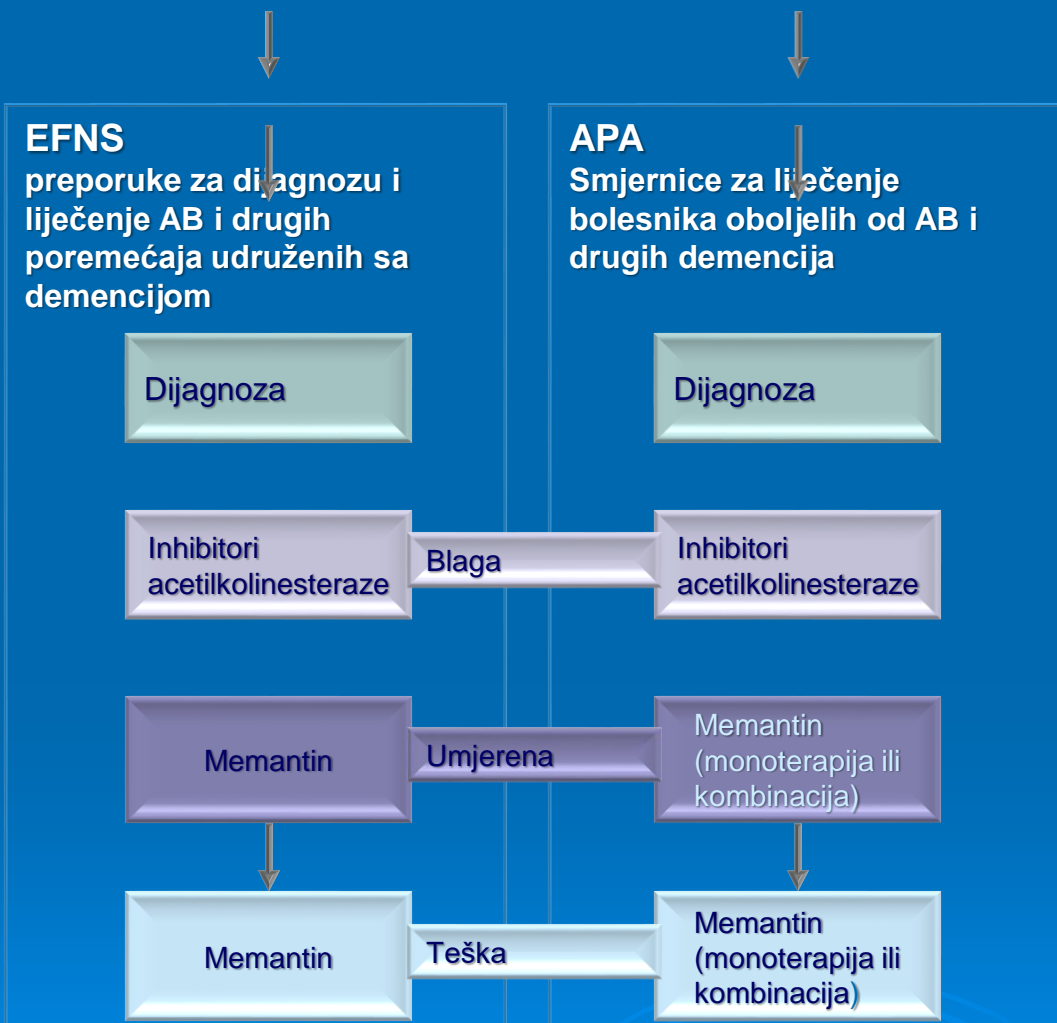 EFNS
preporuke za dijagnozu i
liječenje AB i drugih
poremećaja udruženih sa
demencijom
APA
Smjernice za liječenje
bolesnika oboljelih od AB i
drugih demencija
Dijagnoza
Dijagnoza
Inhibitori
acetilkolinesteraze
Blaga
Inhibitori
acetilkolinesteraze
Memantin
Umjerena
Memantin
(monoterapija ili
kombinacija)
Memantin
Teška
Memantin
(monoterapija ili
kombinacija)